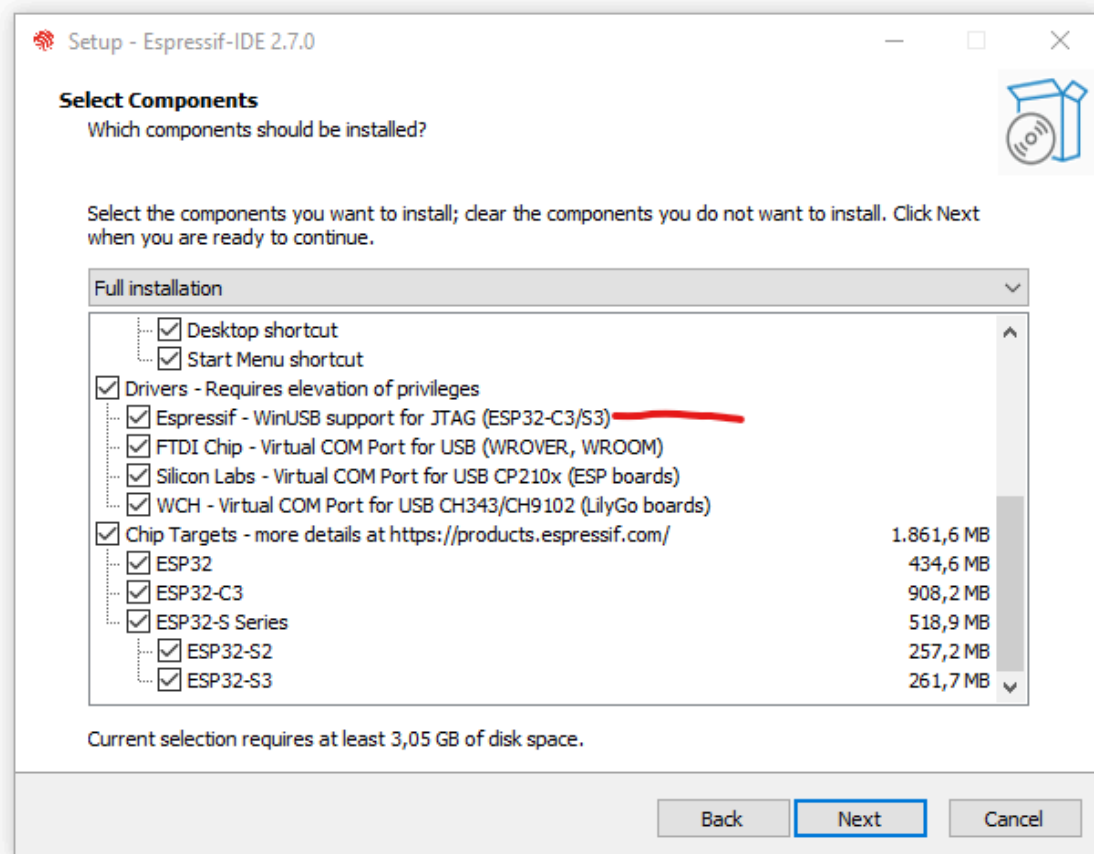 Setup - Espressif-IDE 2.7.0
Select Components
Which components should be installed?
Select the components you want to install; clear the components you do not want to install. Click Next
when you are ready to continue.
Full installation
Desktop shortcut
Start Menu shortcut
Drivers - Requires elevation of privileges
Espressif - WinUSB support for JTAG (ESP32-C3/S3)
FTDI Chip - Virtual COM Port for USB (WROVER, WROOM)
Silicon Labs - Virtual COM Port for USB CP210x (ESP boards)
WCH - Virtual COM Port for USB CH343/CH9102 (LilyGo boards)
Chip Targets - more details at https://products.espressif.com/ 1.861,6 MB
ESP32 434,6 MB
ESP32-C3 908,2 MB
ESP32-S Series 518,9 MB
ESP32-S2 257,2 MB
ESP32-S3 261,7 MB
Current selection requires at least 3,05 GB of disk space.
Back Next Cancel